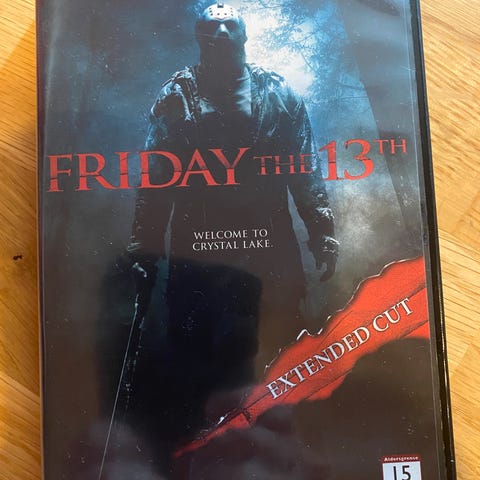 FRIDAY THE 13TH
WELCOME TO
CRYSTAL LAKE.
EXTENDED CUT
Aldersgrense
15